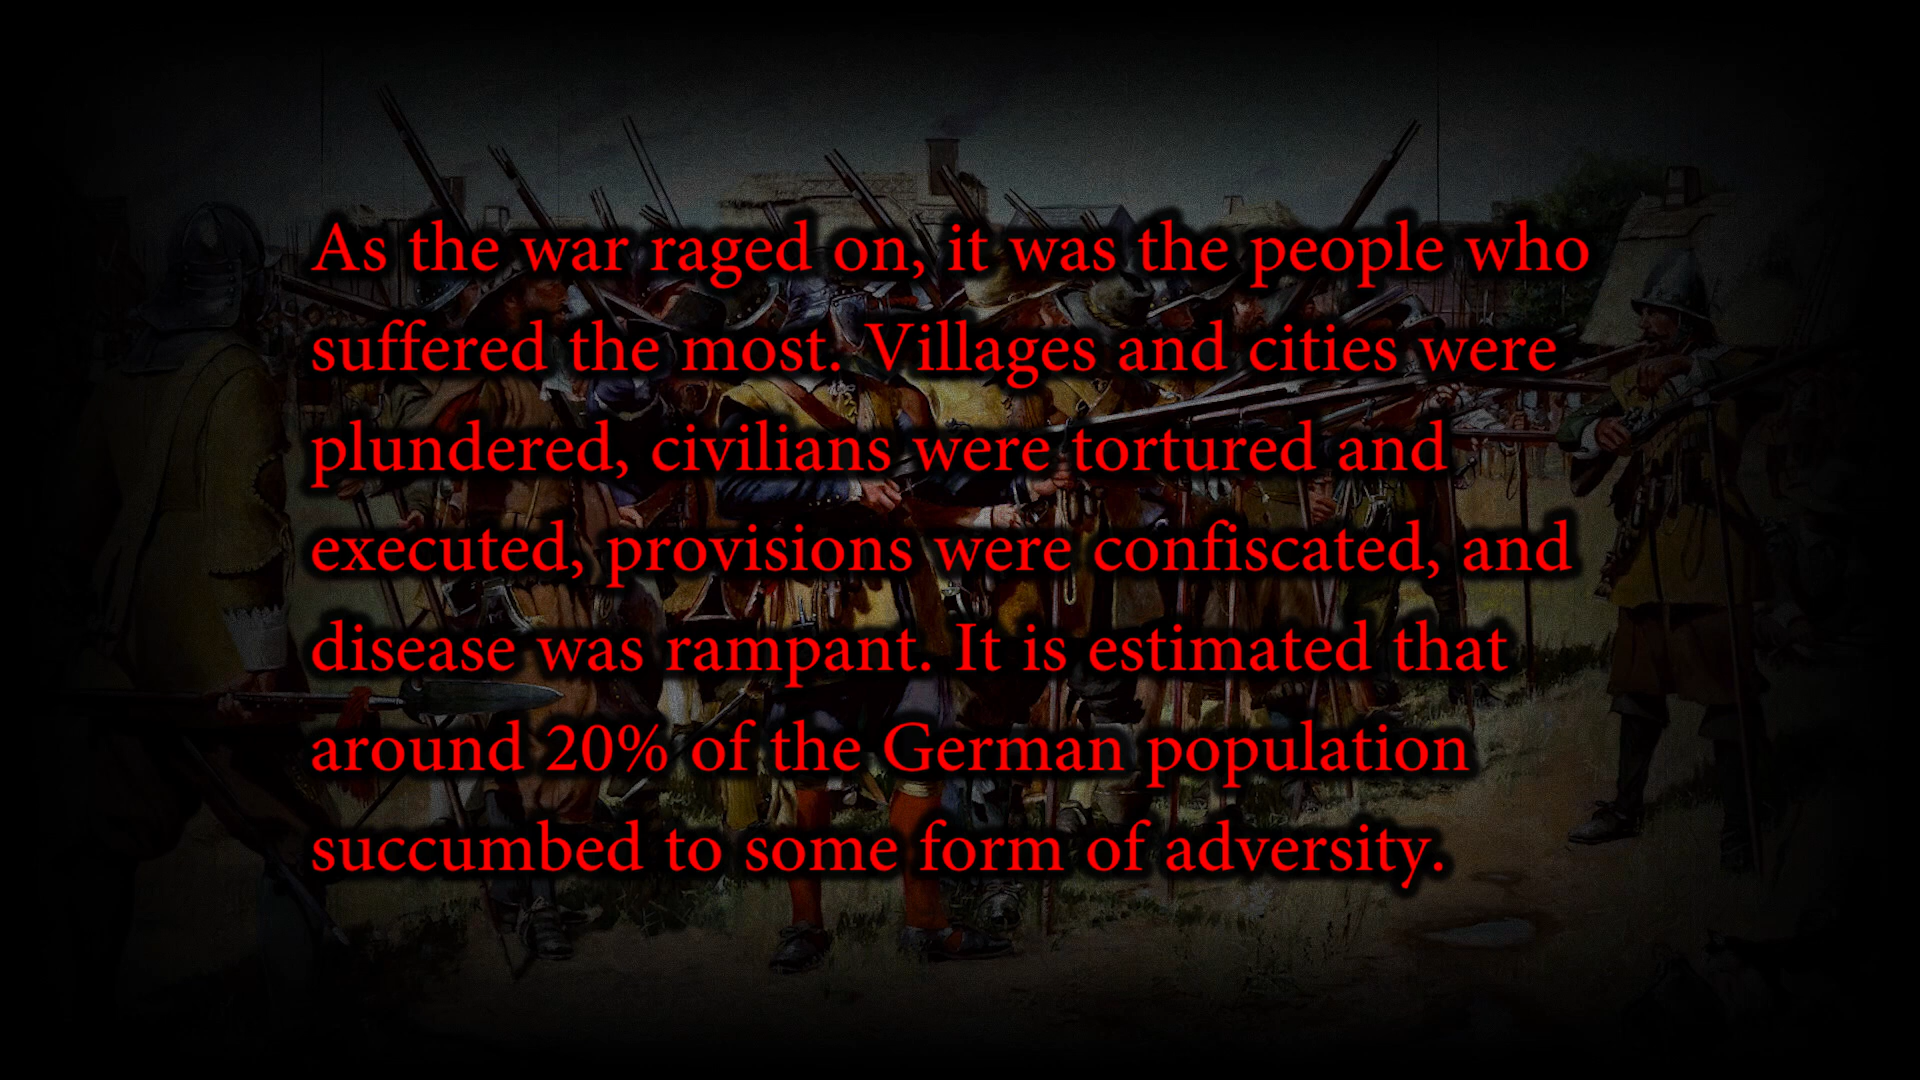 As the war raged on, it was the people who
suffered the most. Villages and cities were
plundered, civilians were tortured and
executed, provisions were confiscated, and
disease was rampant. It is estimated that
around 20% of the German population
succumbed to some form of adversity.